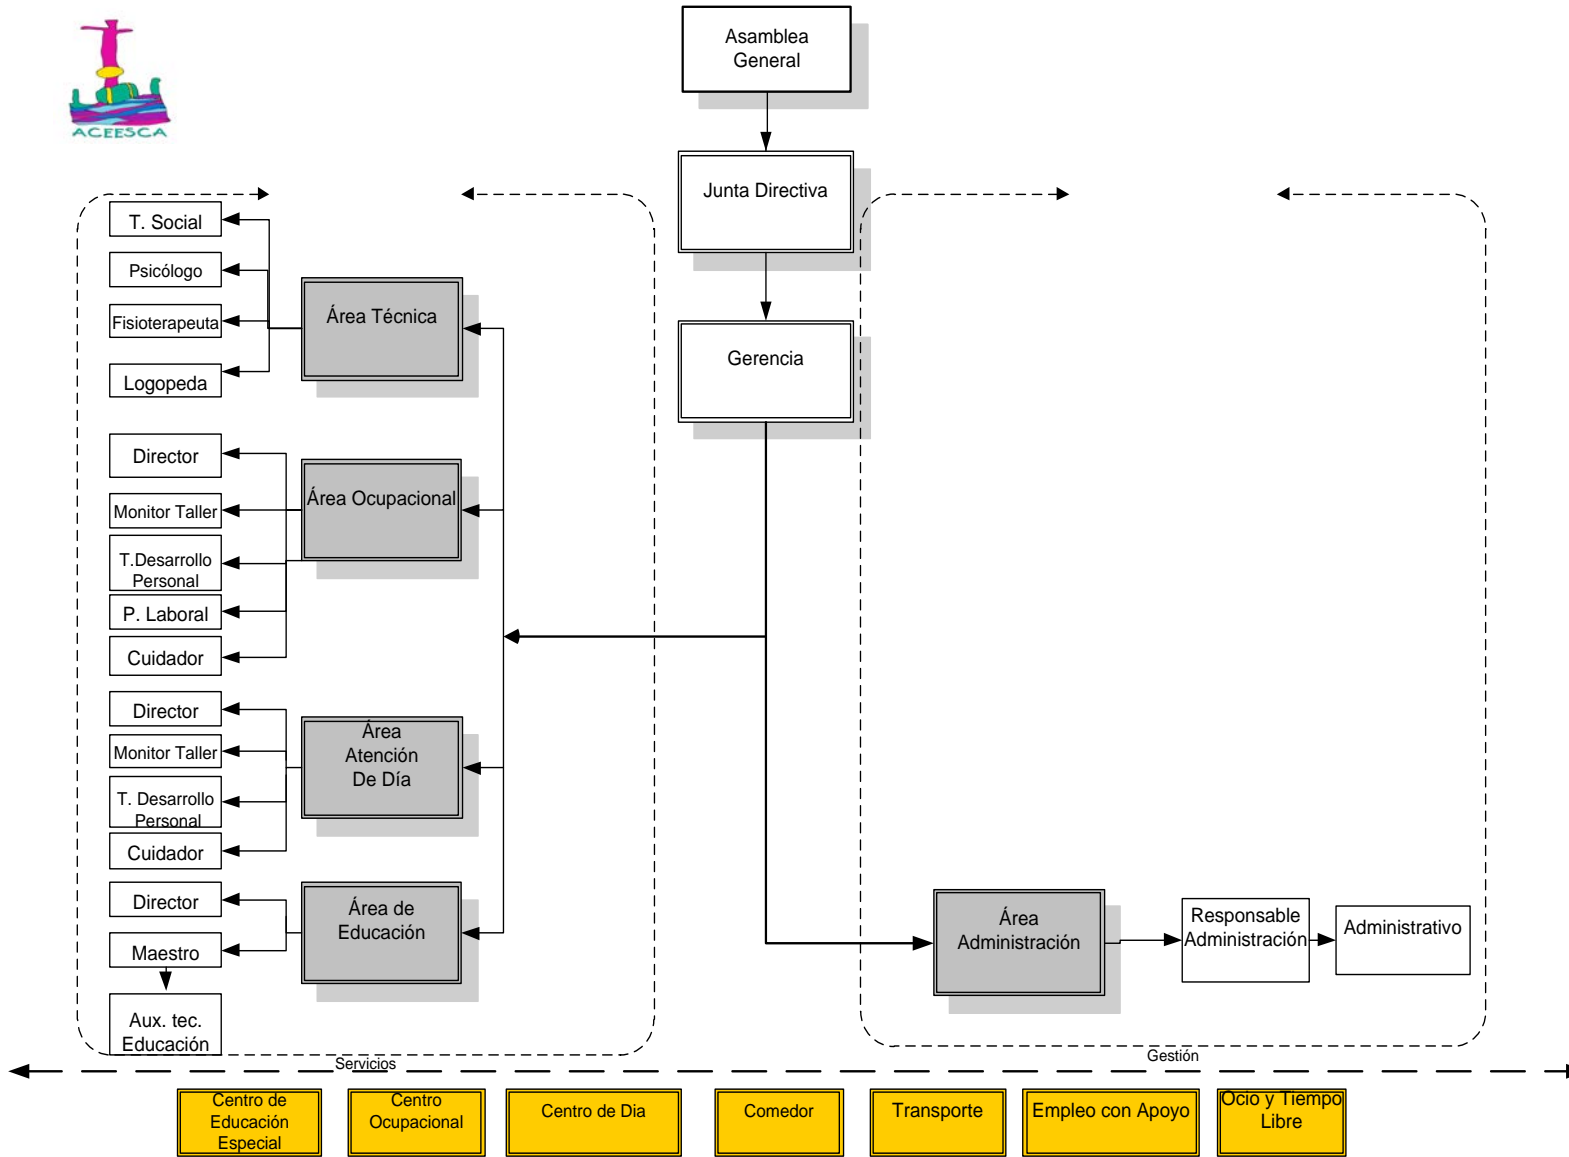 ACEESCA
Asamblea
General
Junta Directiva
Gerencia
T. Social
Psicólogo
Fisioterapeuta
Logopeda
Área Técnica
Director
Monitor Taller
T.Desarrollo
Personal
P. Laboral
Cuidador
Área Ocupacional
Director
Monitor Taller
T. Desarrollo
Personal
Cuidador
Área
Atención
De Día
Director
Maestro
Aux. tec.
Educación
Área de
Educación
Área
Administración
Responsable
Administración
Administrativo
Servicios
Gestión
Centro de
Educación
Especial
Centro
Ocupacional
Centro de Dia
Comedor
Transporte
Empleo con Apoyo
Ocio y Tiempo
Libre